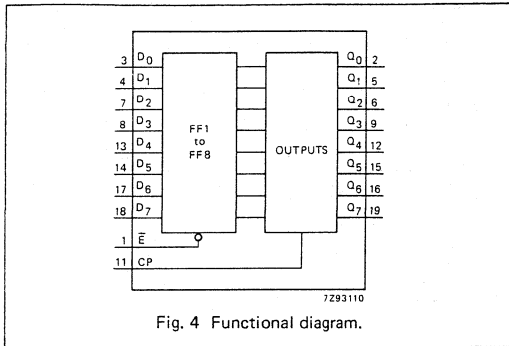 3 D0 Q0 2
4 D1 Q1 5
7 D2 Q2 6
8 D3 FF1 Q3 9
to
13 D4 FF8 OUTPUTS Q4 12
14 D5 Q5 15
17 D6 Q6 16
18 D7 Q7 19
1 E̅
11 CP
7Z93110
Fig. 4 Functional diagram.